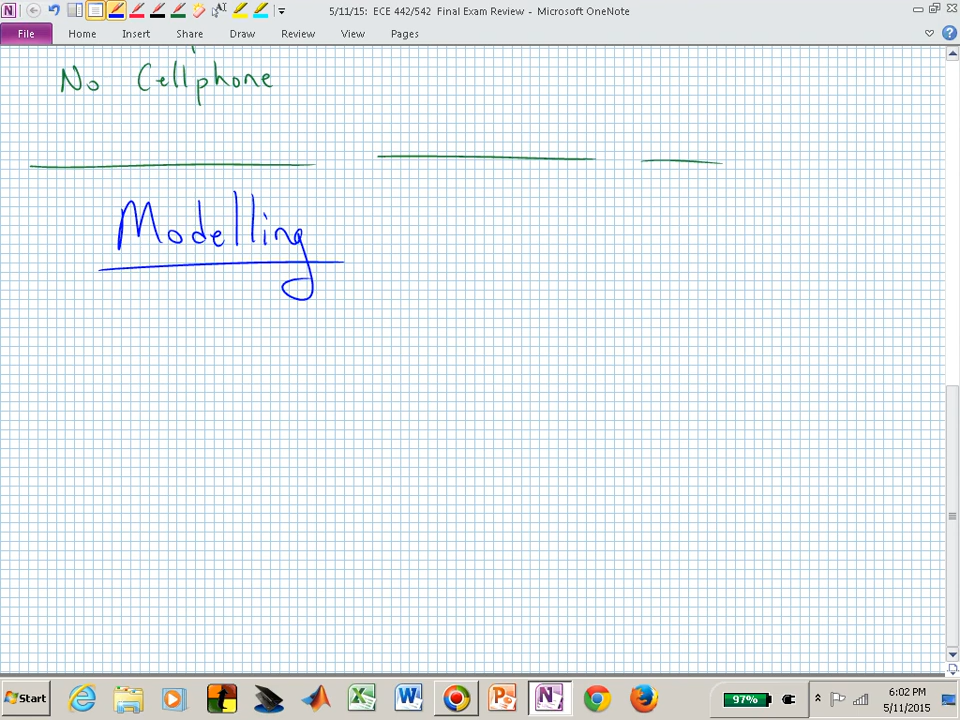 5/11/15: ECE 442/542 Final Exam Review - Microsoft OneNote
File Home Insert Share Draw Review View Pages
No Cellphone
Modelling
Start
97%
6:02 PM
5/11/2015